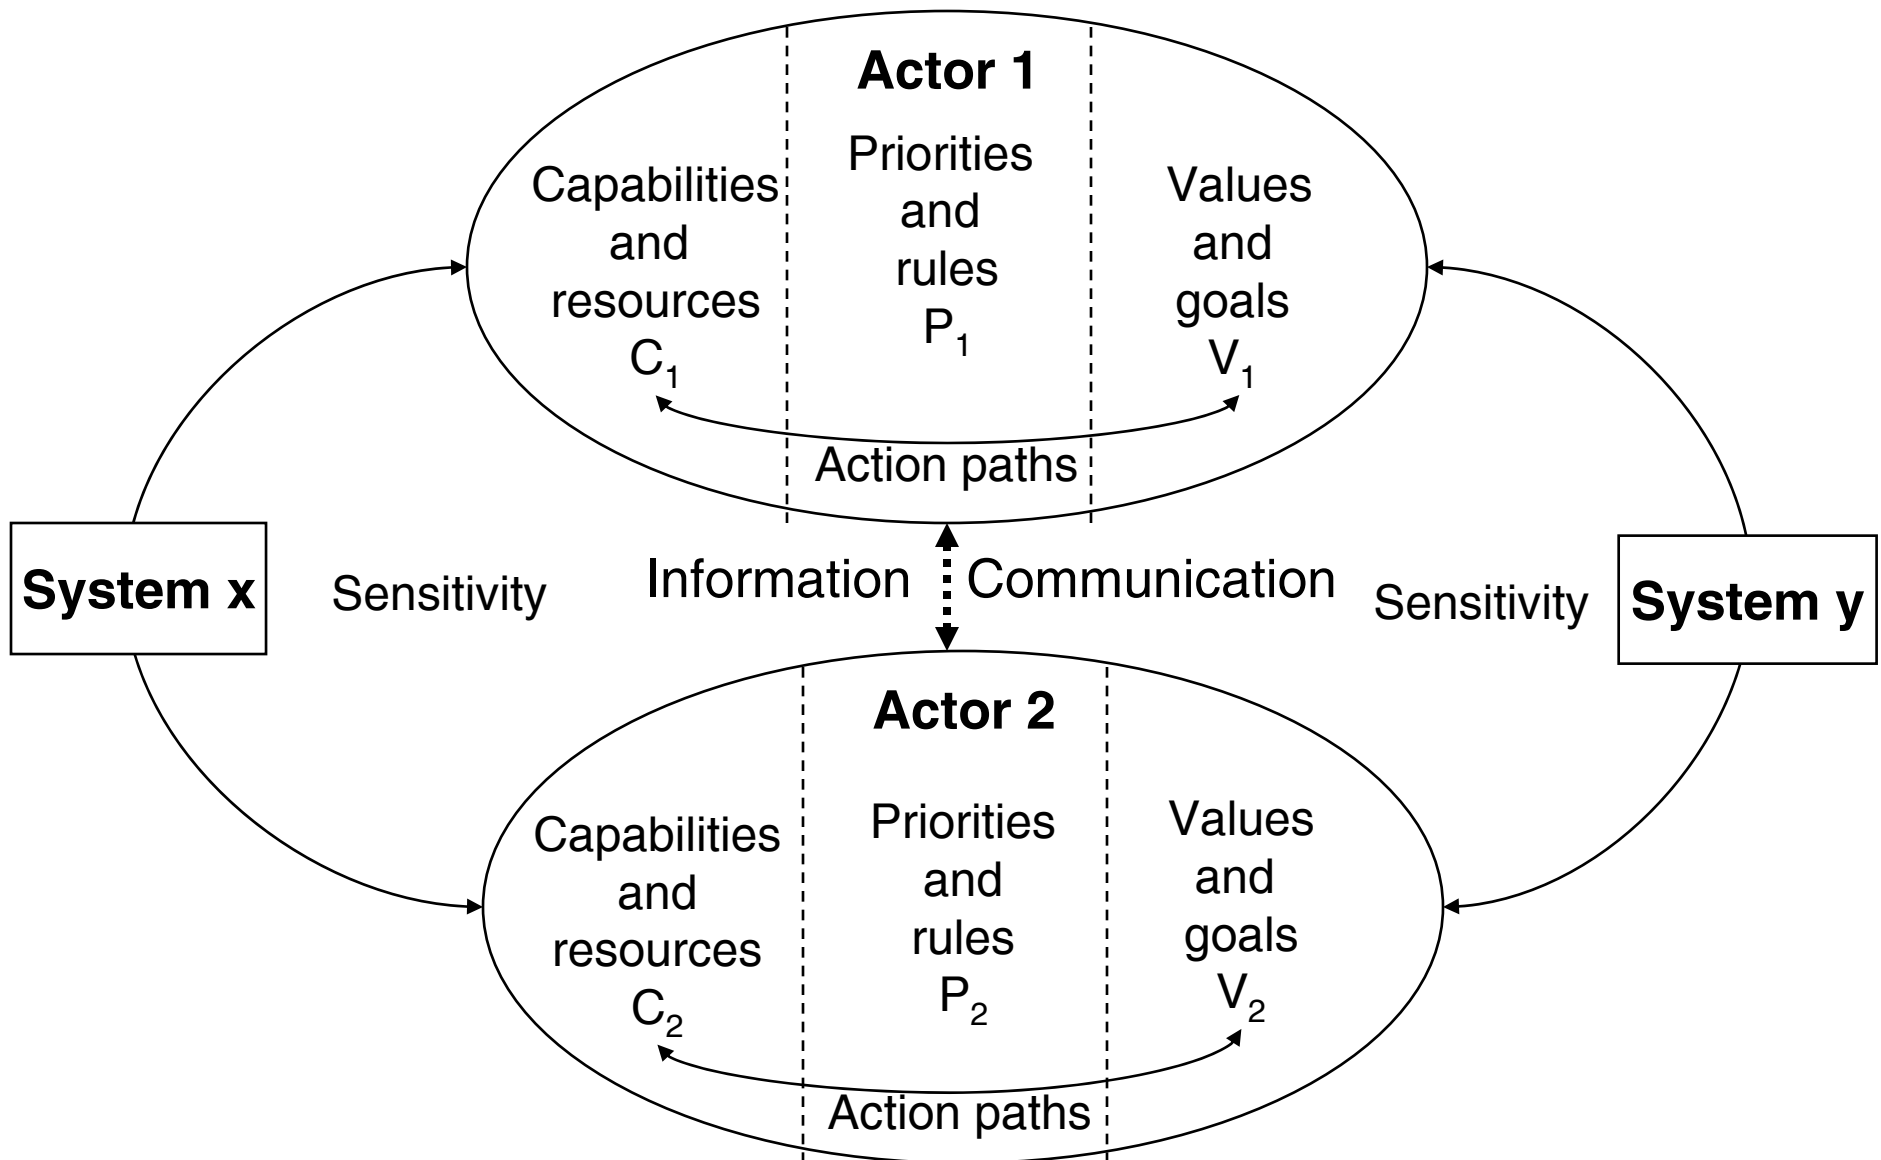 Actor 1
Capabilities
and
resources
C₁
Priorities
and
rules
P₁
Values
and
goals
V₁
Action paths
System x
Sensitivity
Information
Communication
Sensitivity
System y
Actor 2
Capabilities
and
resources
C₂
Priorities
and
rules
P₂
Values
and
goals
V₂
Action paths